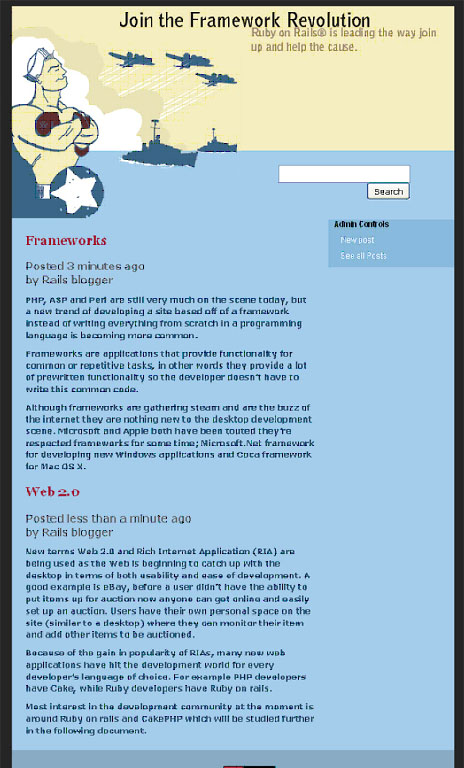 Join the Framework Revolution
Ruby on Rails® is leading the way join
up and help the cause.
Search
Admin Controls
New post
See all Posts
Frameworks
Posted 3 minutes ago
by Rails blogger
PHP, ASP and Perl are still very much on the scene today, but
a new trend of developing a site based off of a framework
instead of writing everything from scratch in a programming
language is becoming more common.
Frameworks are applications that provide functionality for
common or repetitive tasks, in other words they provide a lot
of prewritten functionality so the developer doesn't have to
write this common code.
Although frameworks are gathering steam and are the buzz of
the internet they are nothing new to the desktop development
scene. Microsoft and Apple both have been touted they're
respected frameworks for some time; Microsoft.Net framework
for developing new Windows applications and Coca framework
for Mac OS X.
Web 2.0
Posted less than a minute ago
by Rails blogger
New terms Web 2.0 and Rich Internet Application (RIA) are
being used as the Web is beginning to catch up with the
desktop in terms of both usability and ease of development. A
good example is eBay, before a user didn't have the ability to
put items up for auction now anyone can get online and easily
set up an auction. Users have their own personal space on the
site (similar to a desktop) where they can monitor their item
and add other items to be auctioned.
Because of the gain in popularity of RIAs, many new web
applications have hit the development world for every
developer's language of choice. For example PHP developers
have Cake, while Ruby developers have Ruby on rails.
Most interest in the development community at the moment is
around Ruby on rails and CakePHP which will be studied further
in the following document.